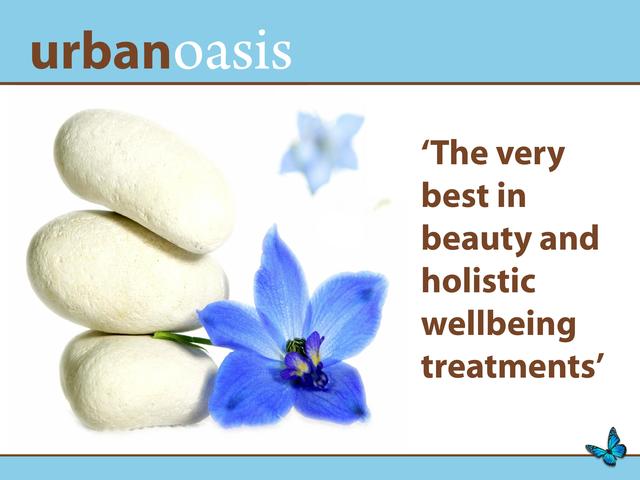 urbanoasis
‘The very
best in
beauty and
holistic
wellbeing
treatments’